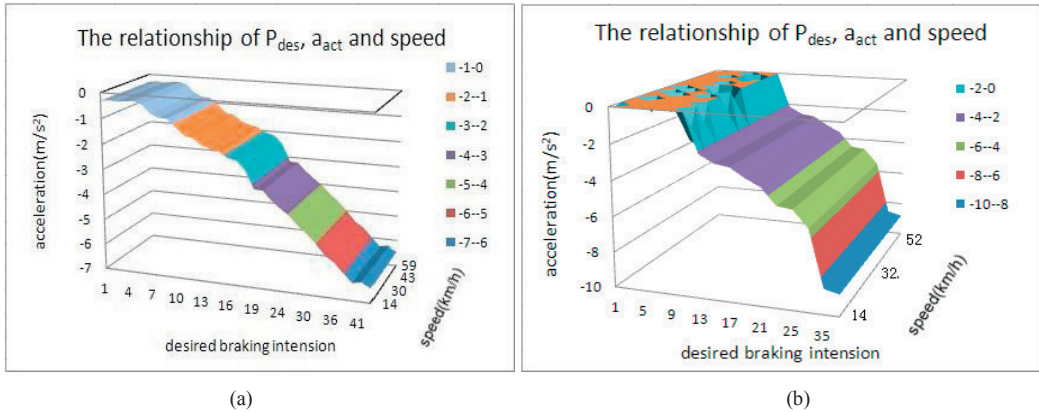 The relationship of Pdes, aact and speed
-1-0
-2--1
-3--2
-4--3
-5--4
-6--5
-7--6
acceleration(m/s²)
0
-1
-2
-3
-4
-5
-6
-7
1 4 7 10 13 16 19 24 30 36 41
desired braking intension
14
30
43
59
speed(km/h)
(a)
The relationship of Pdes, aact and speed
-2-0
-4--2
-6--4
-8--6
-10--8
acceleration(m/s²)
0
-2
-4
-6
-8
-10
1 5 9 13 17 21 25 35
desired braking intension
14
32.
52
speed(km/h)
(b)